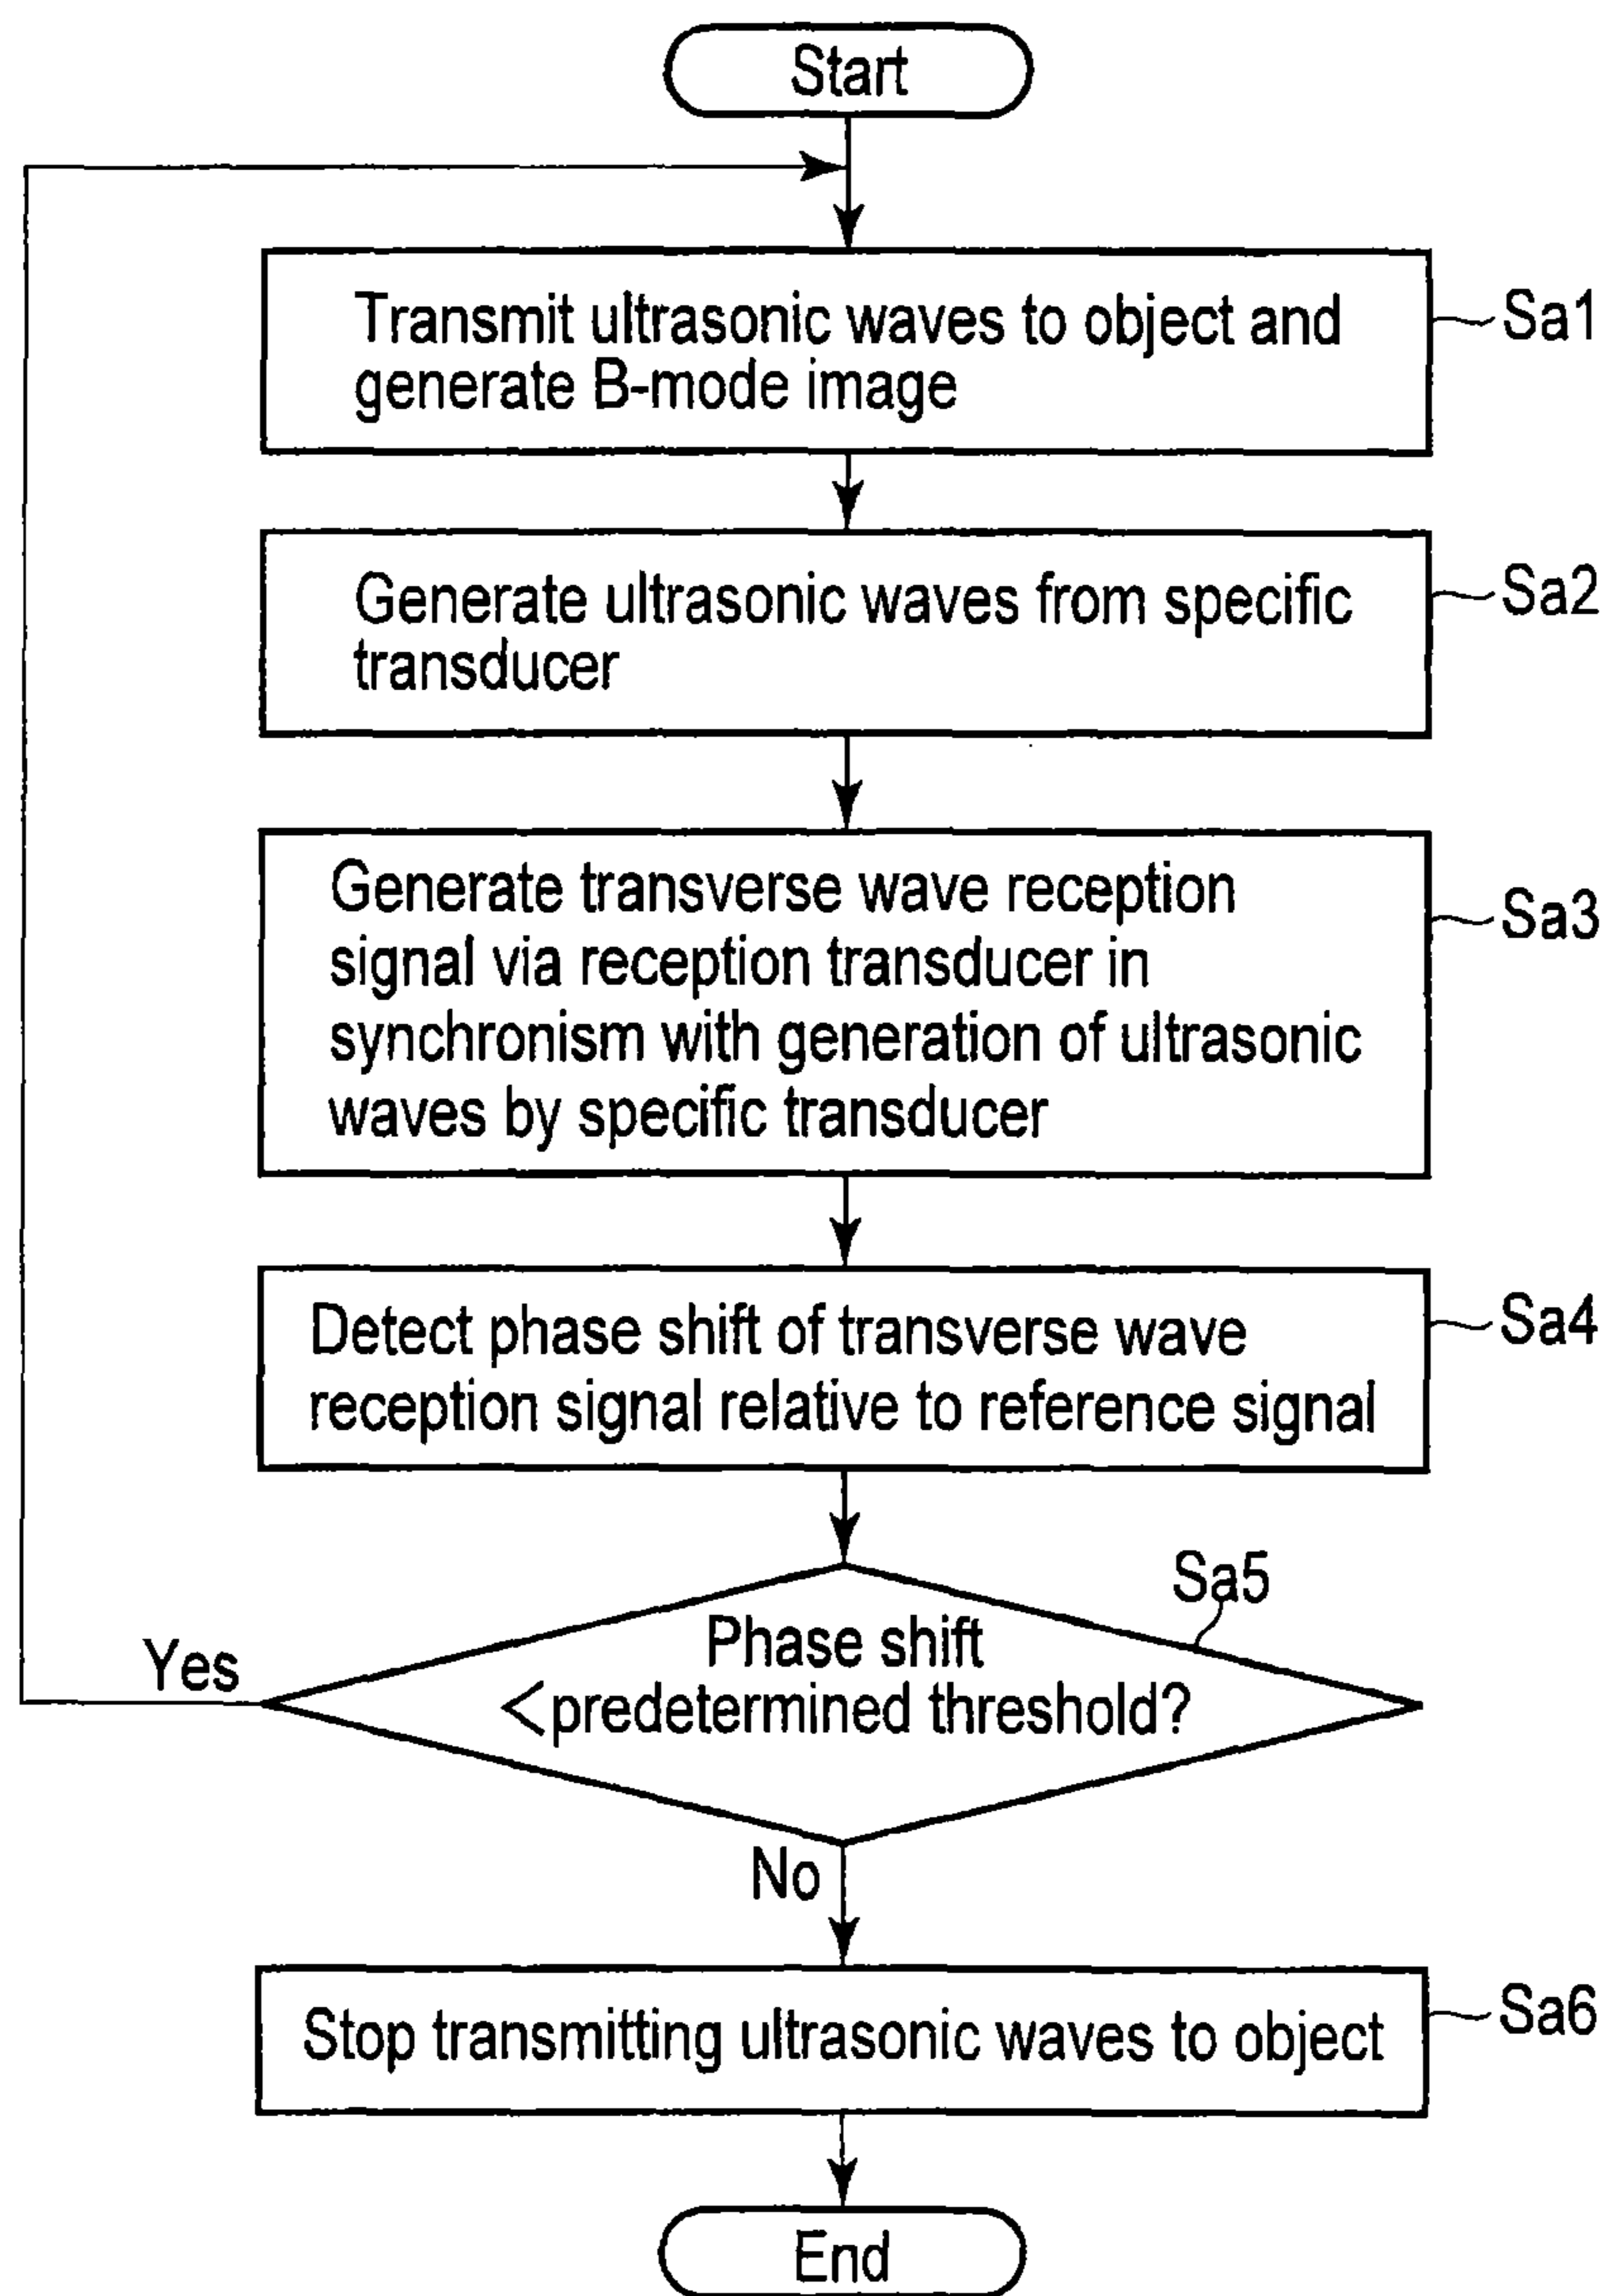 Start
Transmit ultrasonic waves to object and
generate B-mode image
Sa1
Generate ultrasonic waves from specific
transducer
Sa2
Generate transverse wave reception
signal via reception transducer in
synchronism with generation of ultrasonic
waves by specific transducer
Sa3
Detect phase shift of transverse wave
reception signal relative to reference signal
Sa4
Sa5
Phase shift
<predetermined threshold?
Yes
No
Stop transmitting ultrasonic waves to object
Sa6
End